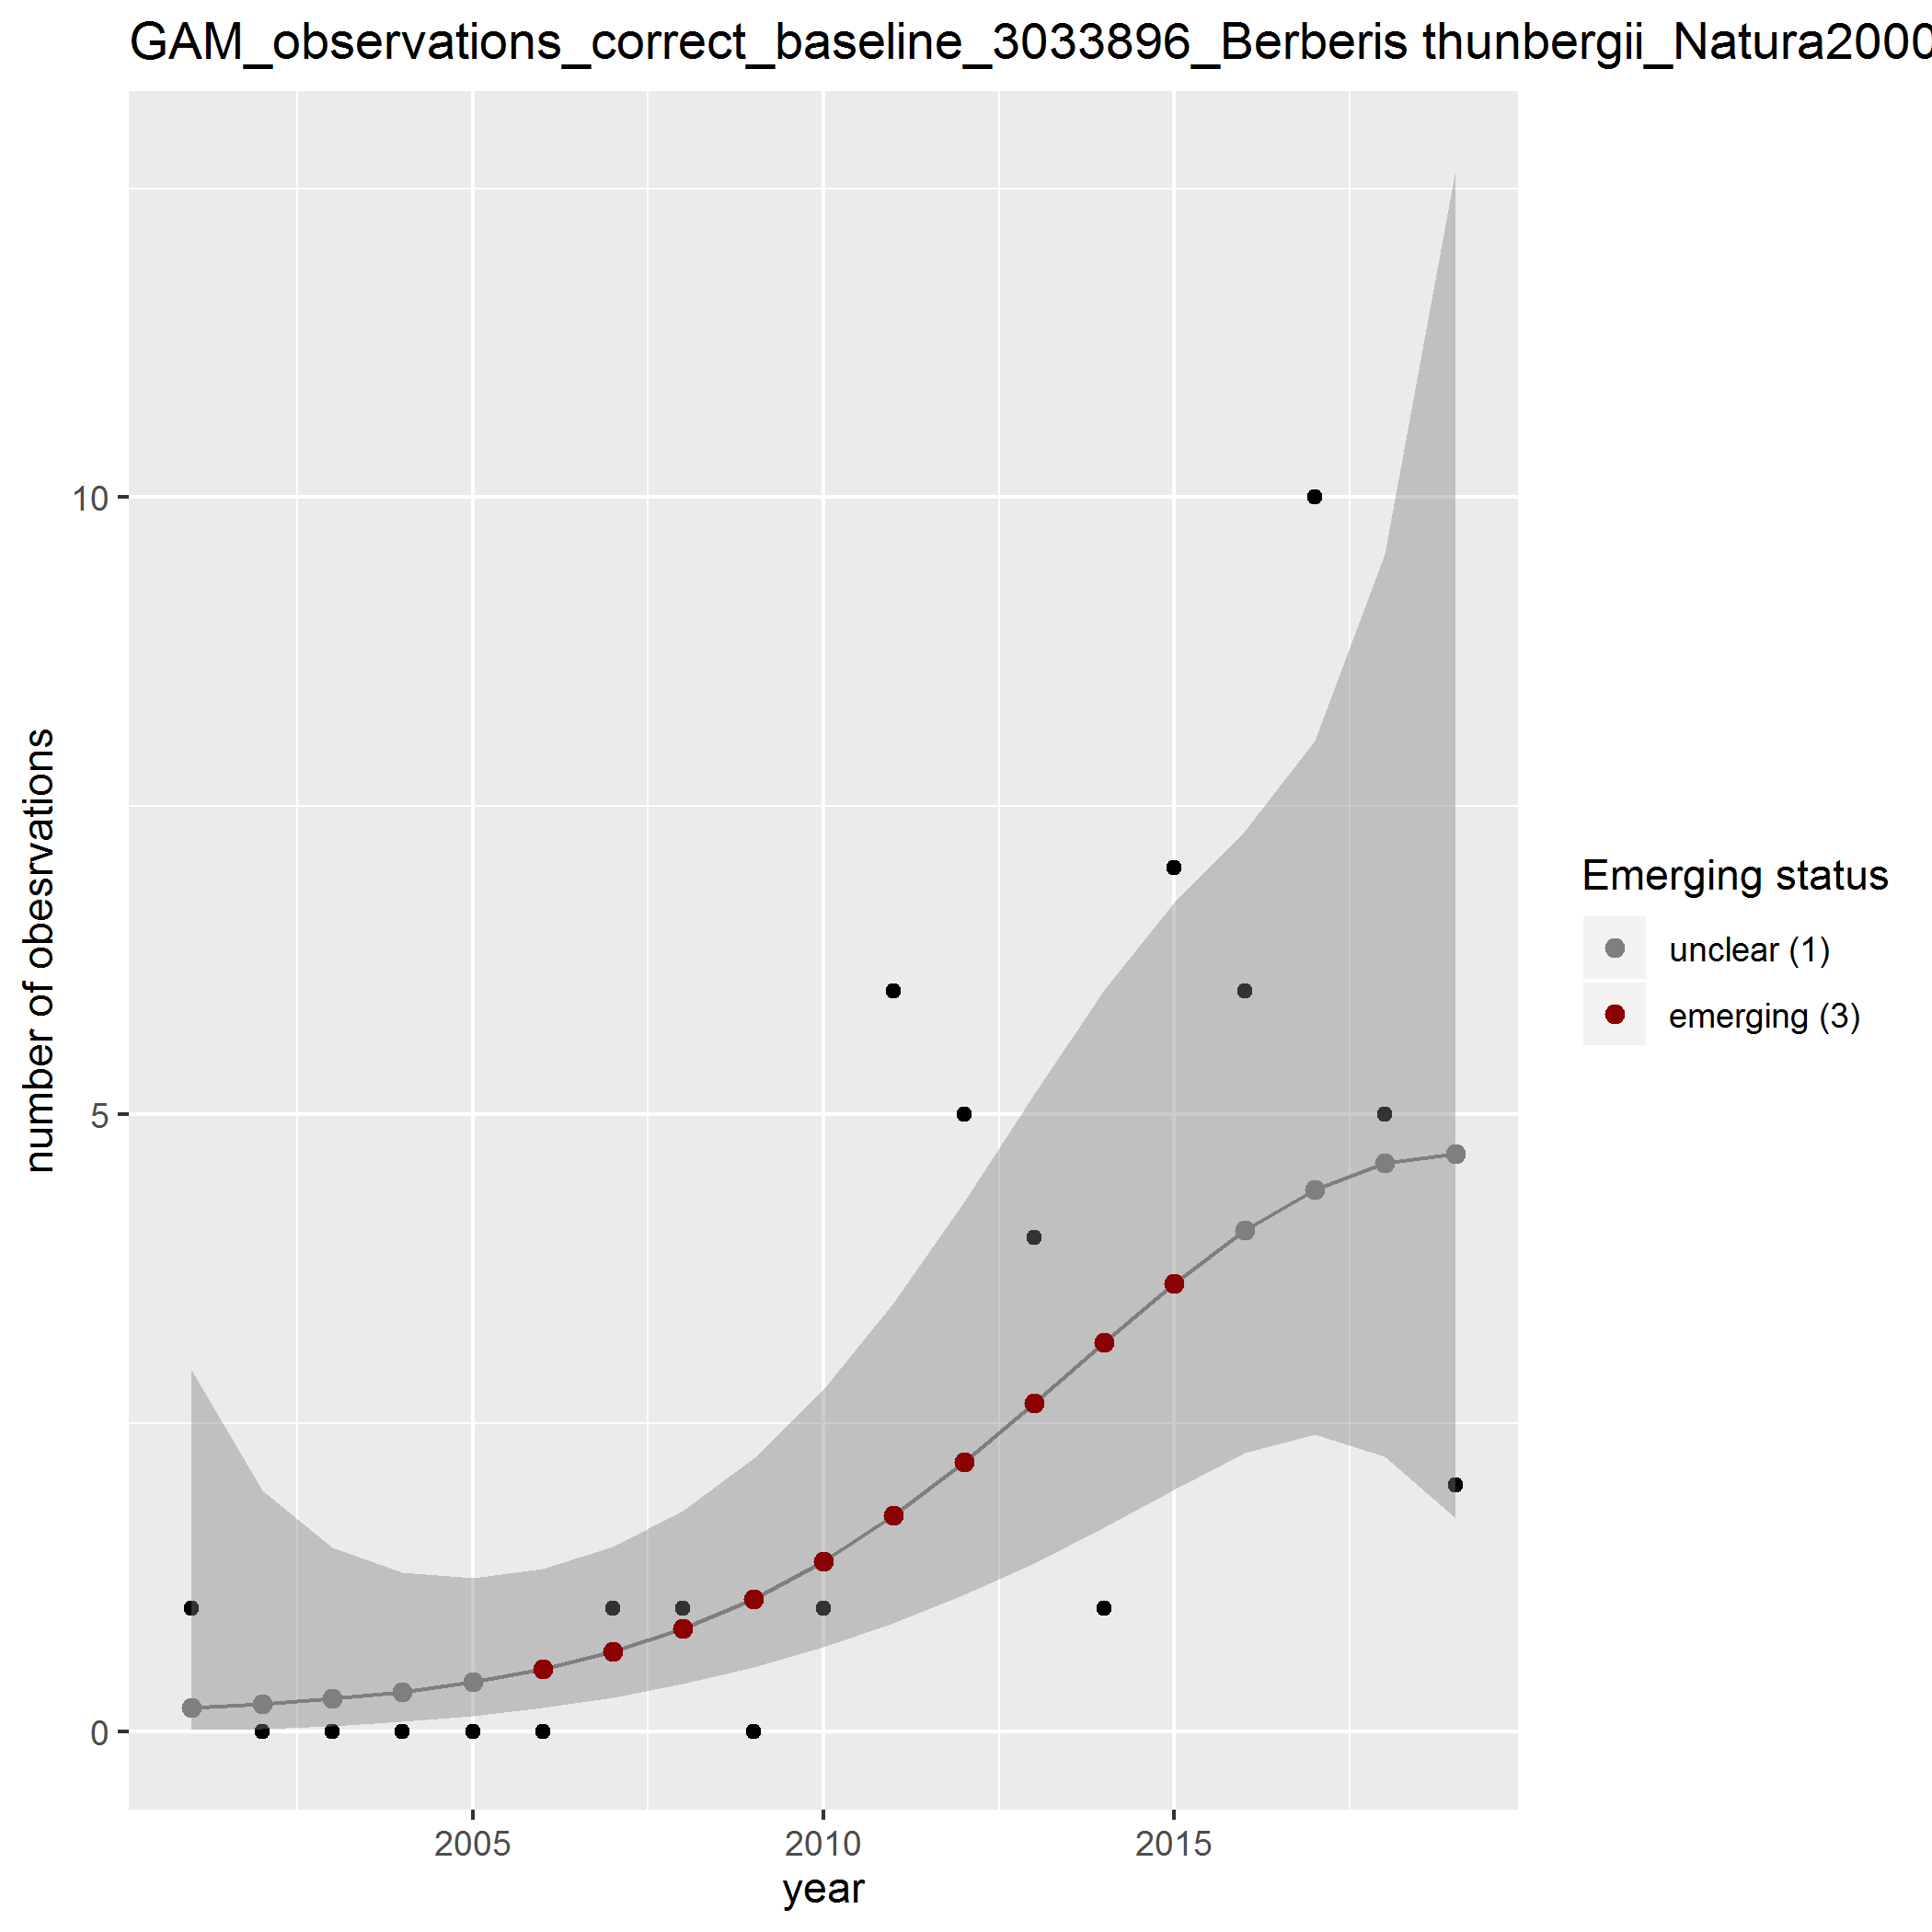 GAM_observations_correct_baseline_3033896_Berberis thunbergii_Natura2000
number of obesrvations
10
5
0
2005
2010
2015
year
Emerging status
unclear (1)
emerging (3)